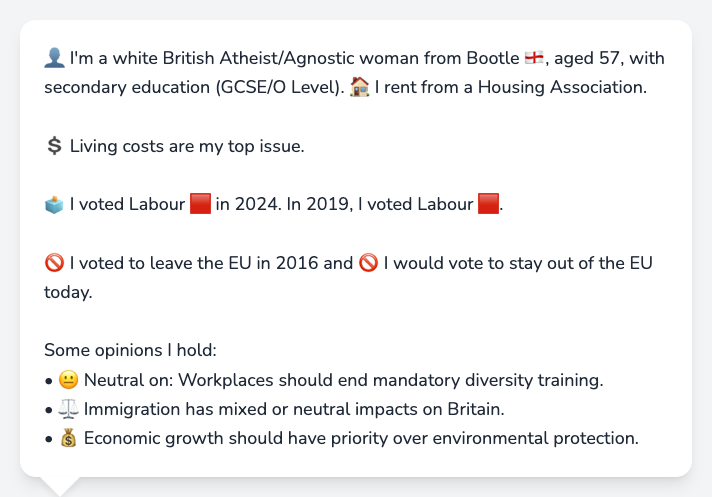 👤 I'm a white British Atheist/Agnostic woman from Bootle 🏴󠁧󠁢󠁥󠁮󠁧󠁿, aged 57, with
secondary education (GCSE/O Level). 🏠 I rent from a Housing Association.
💲 Living costs are my top issue.
🗳️ I voted Labour 🟥 in 2024. In 2019, I voted Labour 🟥.
🚫 I voted to leave the EU in 2016 and 🚫 I would vote to stay out of the EU
today.
Some opinions I hold:
• 😐 Neutral on: Workplaces should end mandatory diversity training.
• ⚖️ Immigration has mixed or neutral impacts on Britain.
• 💰 Economic growth should have priority over environmental protection.